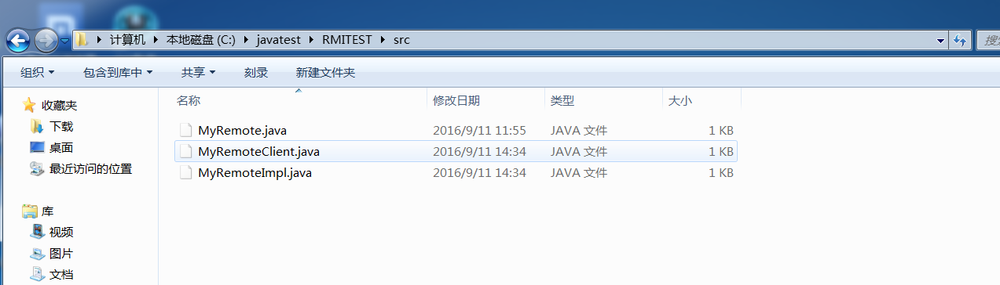 计算机 本地磁盘 (C:) javatest RMITEST src
组织 包含到库中 共享 刻录 新建文件夹
名称 修改日期 类型 大小
收藏夹
下载
桌面
最近访问的位置
库
视频
图片
文档
MyRemote.java 2016/9/11 11:55 JAVA 文件 1 KB
MyRemoteClient.java 2016/9/11 14:34 JAVA 文件 1 KB
MyRemoteImpl.java 2016/9/11 14:34 JAVA 文件 1 KB